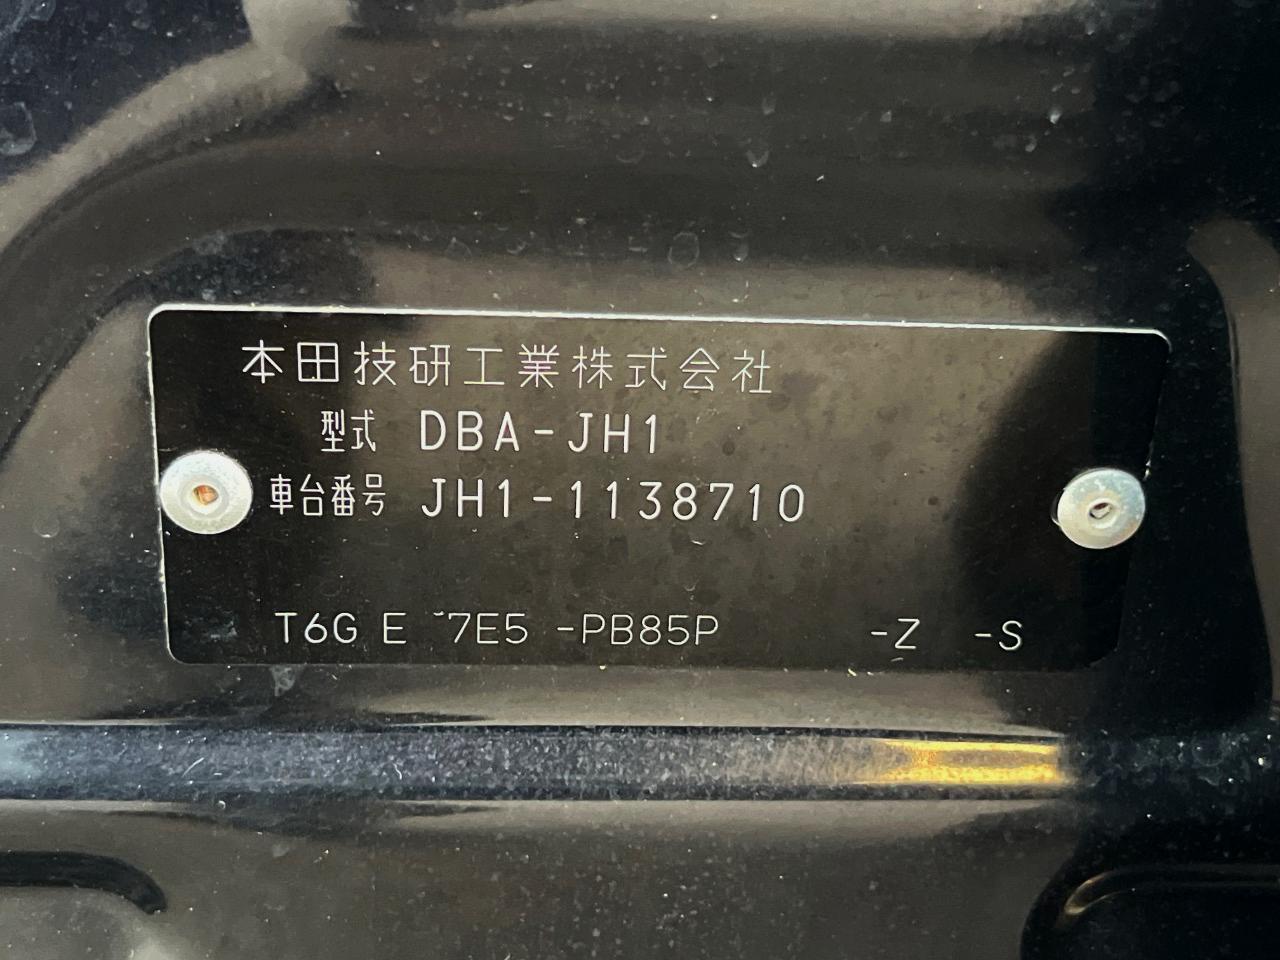 本田技研工業株式会社
型式 DBA-JH1
車台番号 JH1-1138710
T6G E -7E5 -PB85P -Z -S